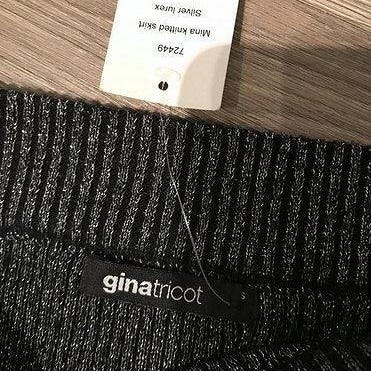 72449
Mina knitted skirt
Silver lurex
ginatricot
S